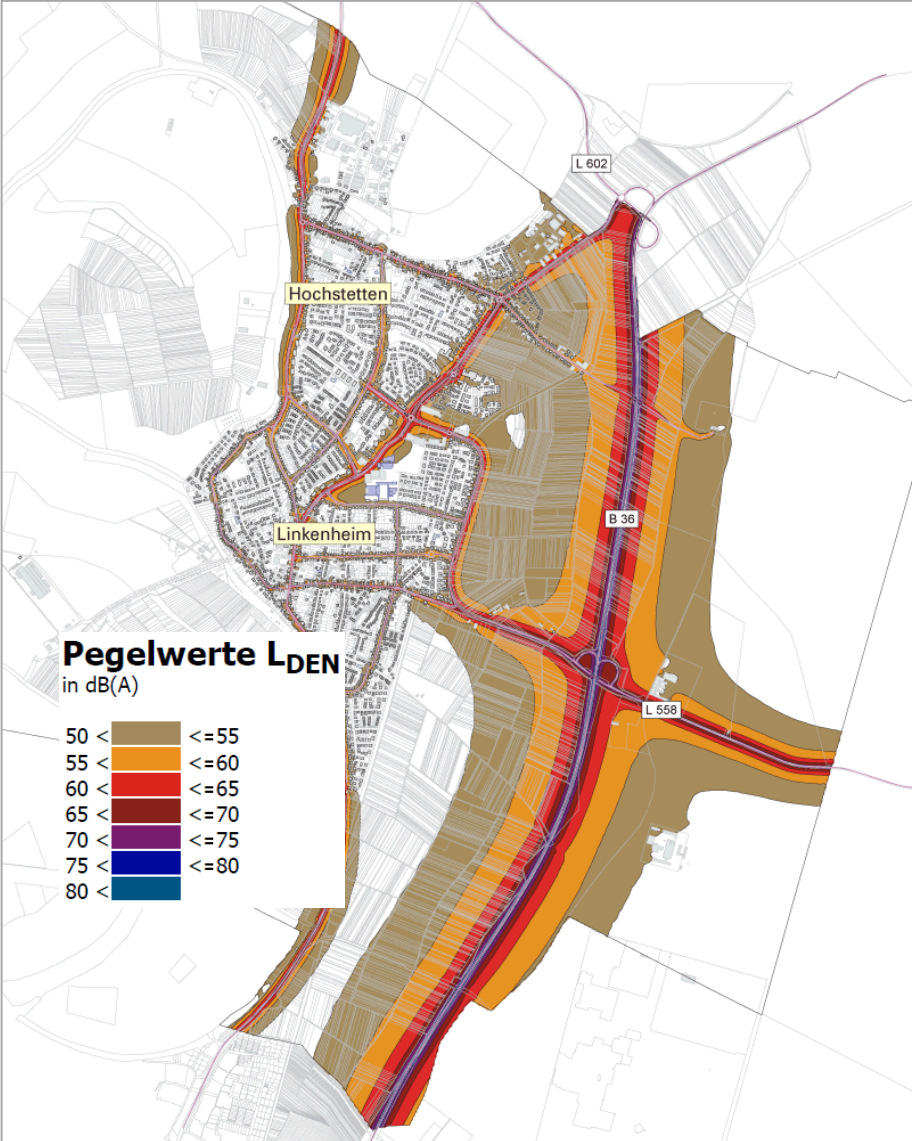 L 602
Hochstetten
B 36
Linkenheim
Pegelwerte LDEN
in dB(A)
L 558
50 < <=55
55 < <=60
60 < <=65
65 < <=70
70 < <=75
75 < <=80
80 <